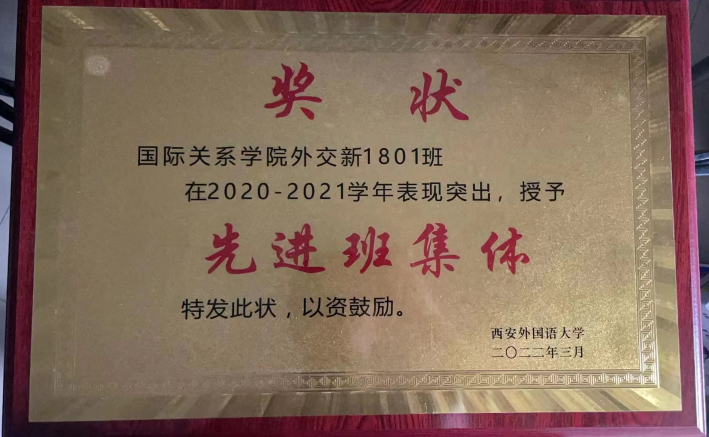 奖状
国际关系学院外交新1801班
在2020-2021学年表现突出，授予
先进班集体
特发此状，以资鼓励。
西安外国语大学
二〇二二年三月